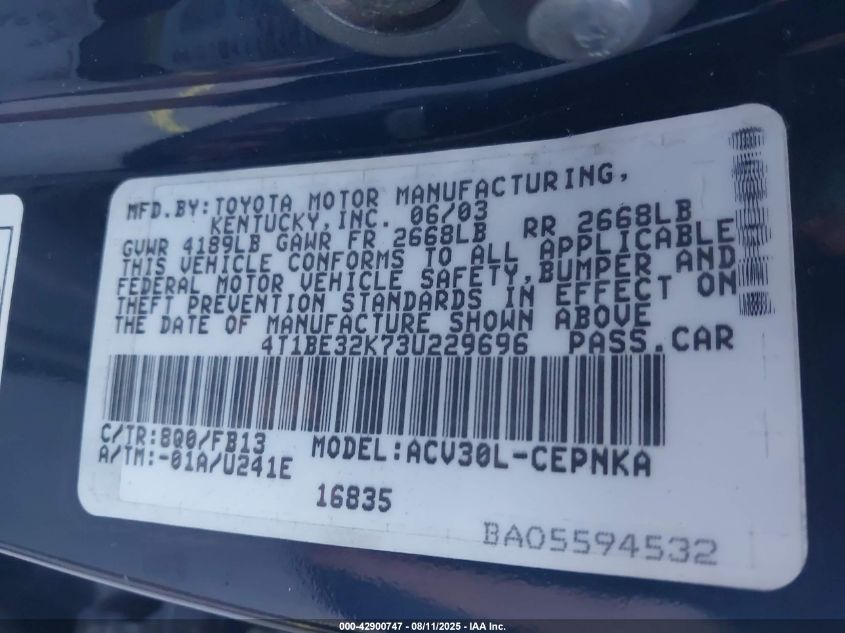 MFD.BY:TOYOTA MOTOR MANUFACTURING,
KENTUCKY,INC. 06/03
GVWR 4189LB GAWR FR 2668LB RR 2668LB
THIS VEHICLE CONFORMS TO ALL APPLICABLE
FEDERAL MOTOR VEHICLE SAFETY,BUMPER AND
THEFT PREVENTION STANDARDS IN EFFECT ON
THE DATE OF MANUFACTURE SHOWN ABOVE
4T1BE32K73U229696 PASS.CAR
C/TR:8Q0/FB13 MODEL:ACV30L-CEPNKA
A/TM:-01A/U241E
16835
BA05594532
000-42900747 - 08/11/2025 - IAA Inc.